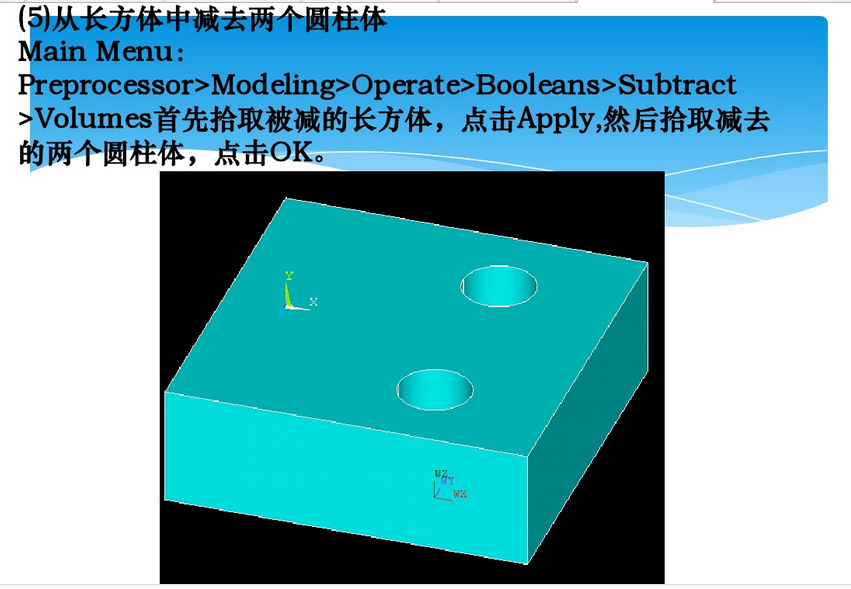 (5)从长方体中减去两个圆柱体
Main Menu:
Preprocessor>Modeling>Operate>Booleans>Subtract
>Volumes首先拾取被减的长方体，点击Apply,然后拾取减去
的两个圆柱体，点击OK。
Y
X
WZ
WY
WX